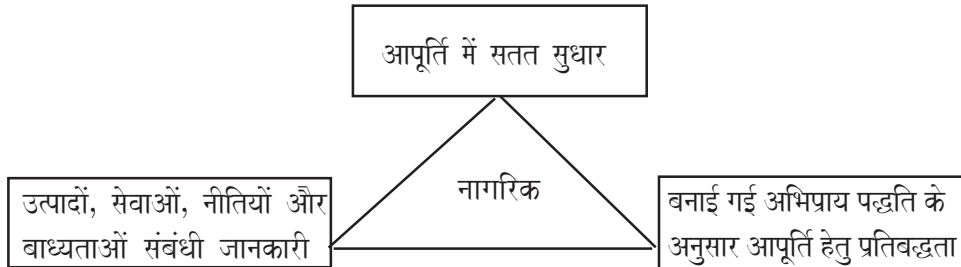 आपूर्ति में सतत सुधार
नागरिक
उत्पादों, सेवाओं, नीतियों और
बाध्यताओं संबंधी जानकारी
बनाई गई अभिप्राय पद्धति के
अनुसार आपूर्ति हेतु प्रतिबद्धता